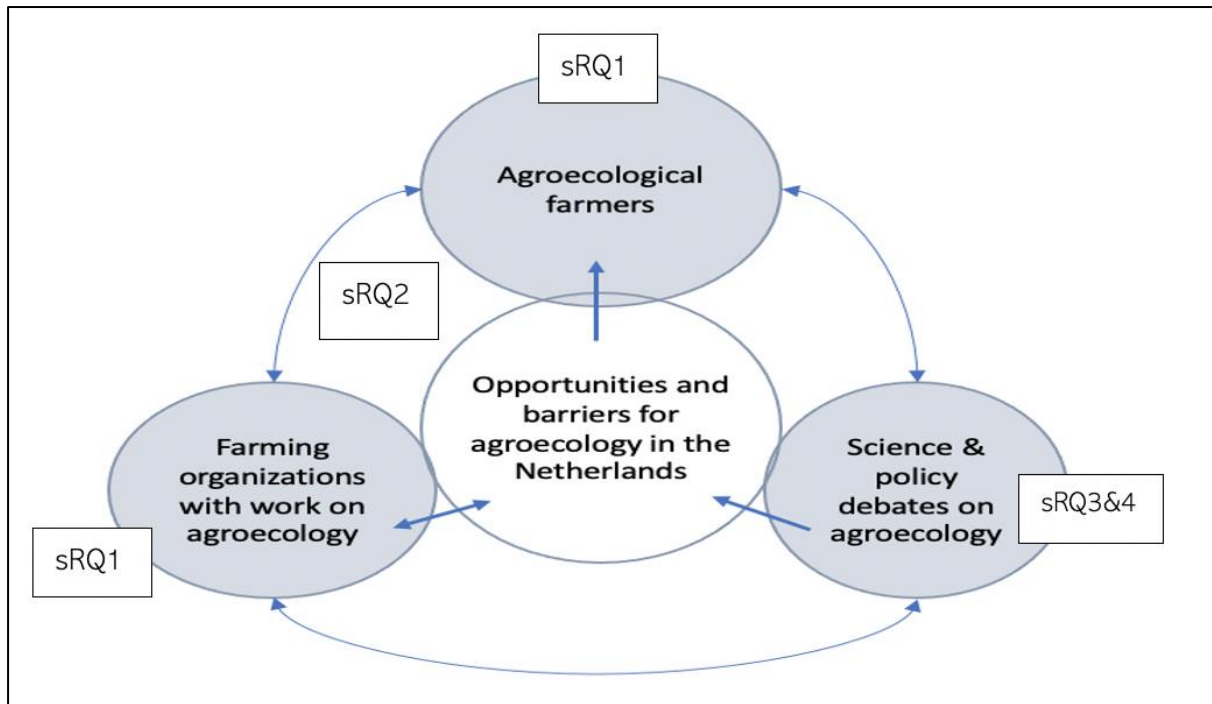 sRQ1
Agroecological
farmers
sRQ2
Opportunities and
barriers for
agroecology in the
Netherlands
Farming
organizations
with work on
agroecology
sRQ1
Science &
policy
debates on
agroecology
sRQ3&4